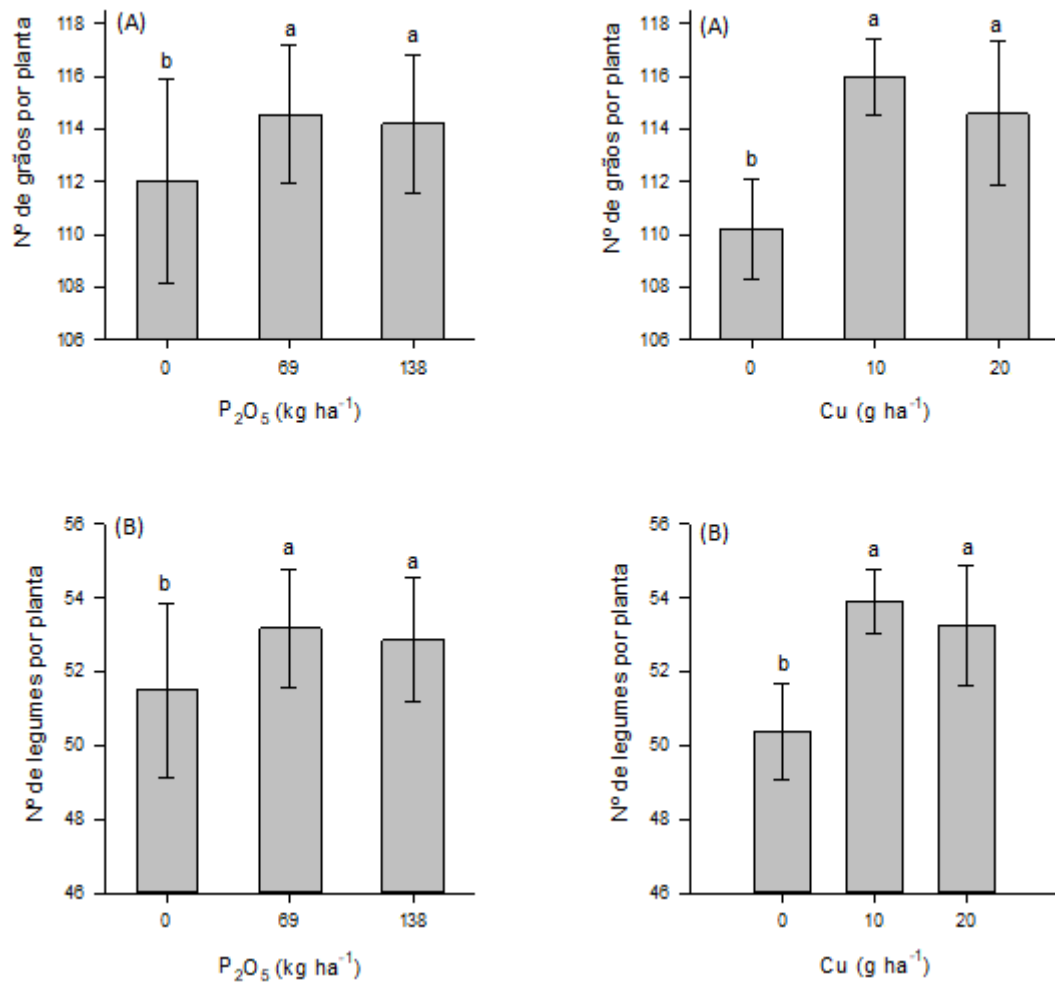 (A)
Nº de grãos por planta
118
116
114
112
110
108
106
b
a
a
0
69
138
P₂O₅ (kg ha⁻¹)
(A)
Nº de grãos por planta
118
116
114
112
110
108
106
b
a
a
0
10
20
Cu (g ha⁻¹)
(B)
Nº de legumes por planta
56
54
52
50
48
46
b
a
a
0
69
138
P₂O₅ (kg ha⁻¹)
(B)
Nº de legumes por planta
56
54
52
50
48
46
b
a
a
0
10
20
Cu (g ha⁻¹)